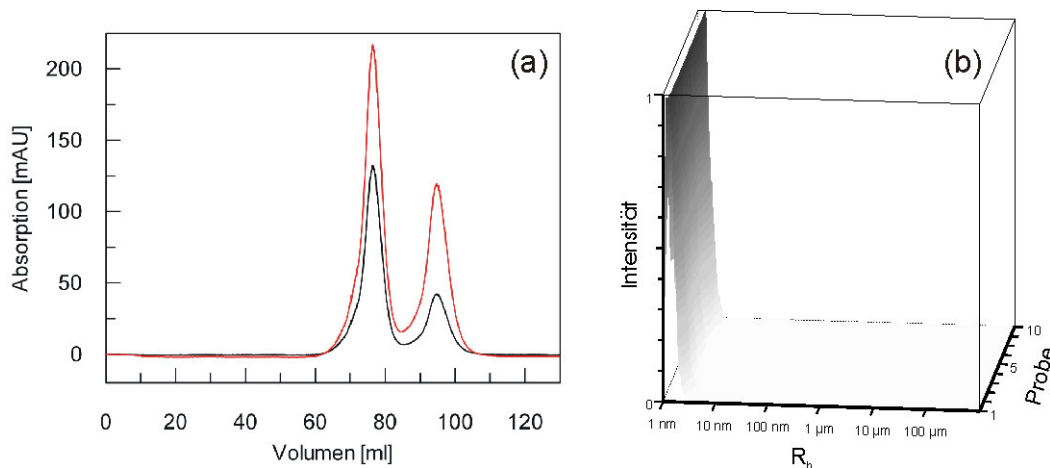 (a)
200
150
100
50
0
Absorption [mAU]
0 20 40 60 80 100 120
Volumen [ml]
(b)
1
Intensität
0
1 nm 10 nm 100 nm 1 µm 10 µm 100 µm
R_h
10
5
1
Probe